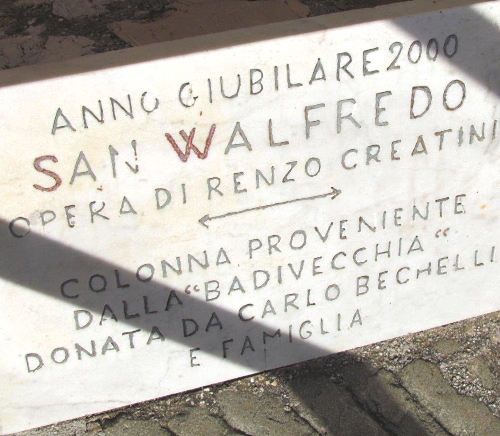 ANNO GIUBILARE 2000
SAN WALFREDO
OPERA DI RENZO CREATINI
COLONNA PROVENIENTE
DALLA "BADIVECCHIA"
DONATA DA CARLO BECHELLI
E FAMIGLIA